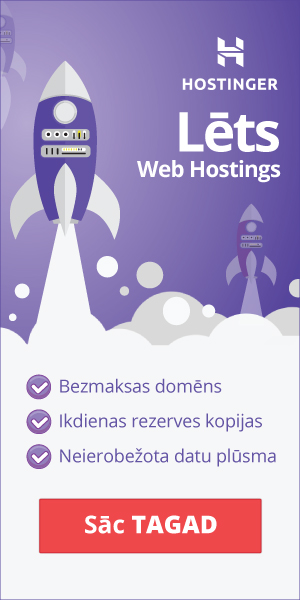 HOSTINGER
Lēts
Web Hostings
Bezmaksas domēns
Ikdienas rezerves kopijas
Neierobežota datu plūsma
Sāc TAGAD